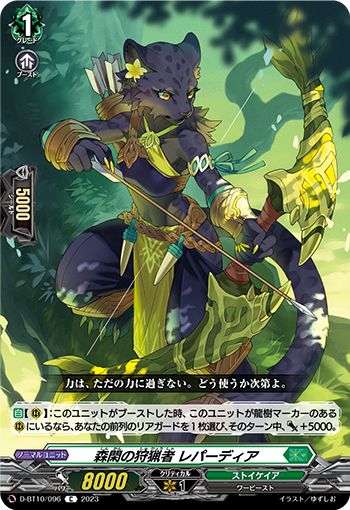 1
グレード
ブースト
5000
シールド
力は、ただの力に過ぎない。どう使うか次第よ。
：このユニットがブーストした時、このユニットが龍樹マーカーのある
にいるなら、あなたの前列のリアガードを１枚選び、そのターン中、+5000。
ノーマルユニット
森閑の狩猟者 レパーディア
パワー
8000
クリティカル
1
ストイケイア
ワービースト
D-BT10/096 C 2023
イラスト/ゆずしお